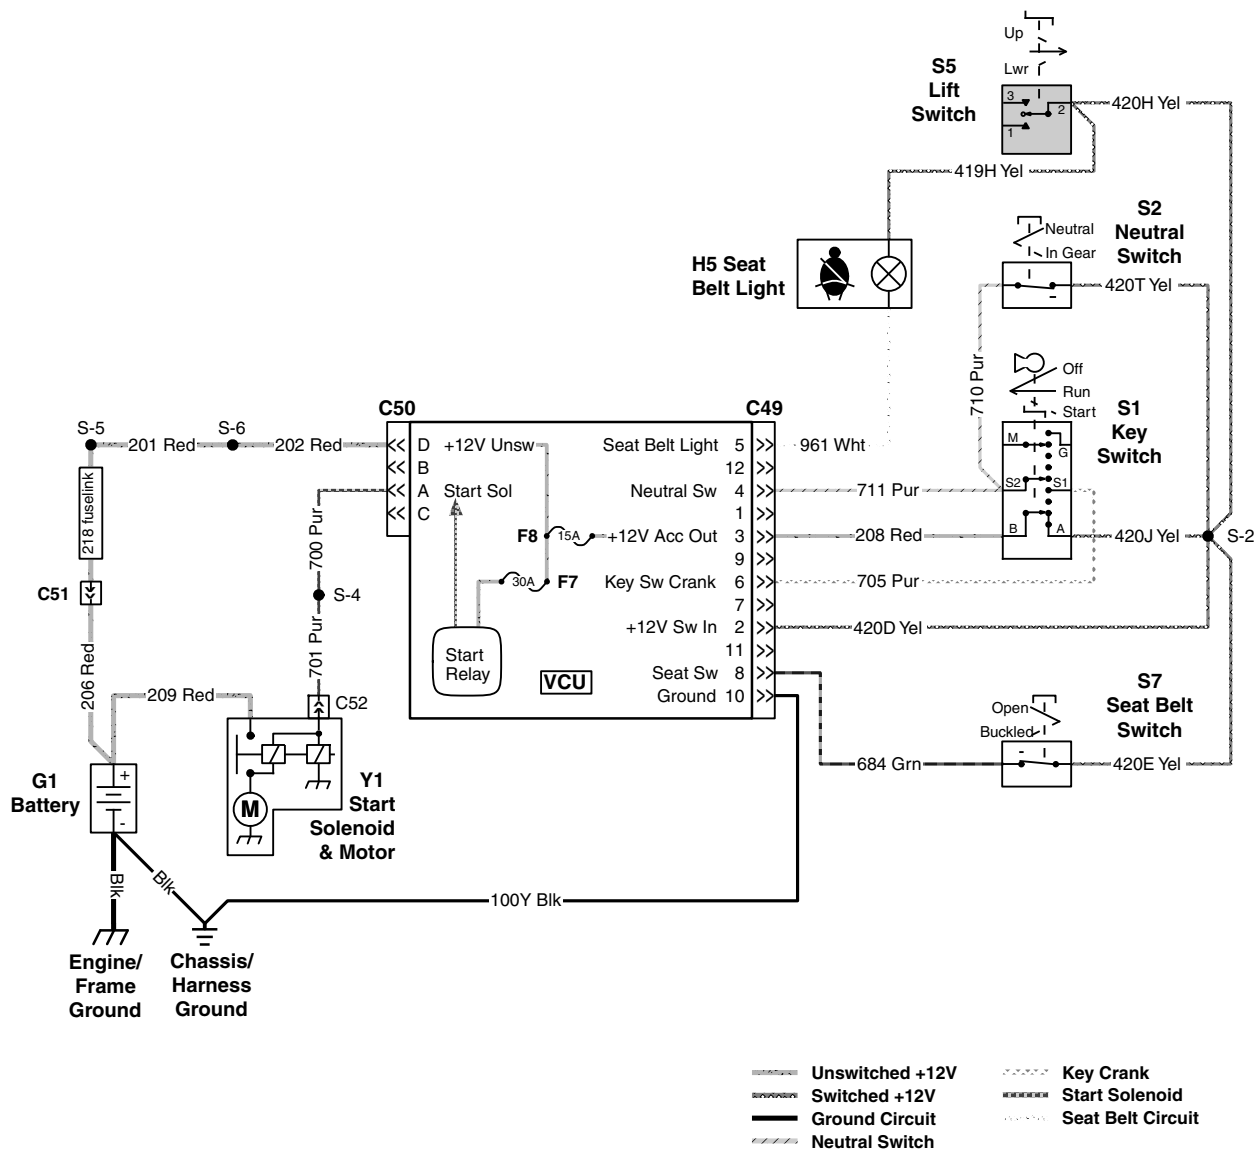 Up
Lwr
S5
Lift
Switch
3
2
1
420H Yel
419H Yel
S2
Neutral
Switch
Neutral
In Gear
-
420T Yel
H5 Seat
Belt Light
710 Pur
Off
Run
Start
S1
Key
Switch
M
G
S2
S1
B
A
C50
C49
S-5
201 Red
S-6
202 Red
D
+12V Unsw
B
A
Start Sol
C
Seat Belt Light
5
961 Wht
12
Neutral Sw
4
711 Pur
1
F8
15A
+12V Acc Out
3
208 Red
420J Yel
S-2
9
30A
F7
Key Sw Crank
6
705 Pur
7
+12V Sw In
2
420D Yel
11
Seat Sw
8
Ground
10
Start
Relay
VCU
218 fuselink
C51
206 Red
209 Red
700 Pur
S-4
701 Pur
C52
G1
Battery
+
-
M
Y1
Start
Solenoid
& Motor
S7
Seat Belt
Switch
Open
Buckled
-
684 Grn
420E Yel
Blk
Blk
100Y Blk
Engine/
Frame
Ground
Chassis/
Harness
Ground
Unswitched +12V
Switched +12V
Ground Circuit
Neutral Switch
Key Crank
Start Solenoid
Seat Belt Circuit